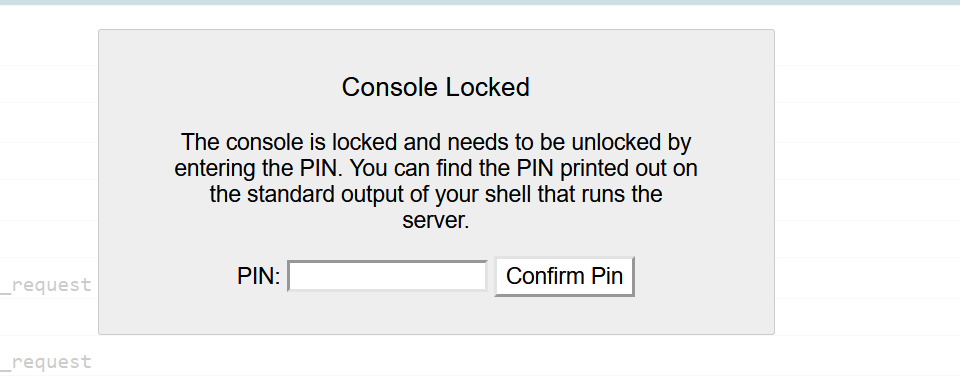 Console Locked
The console is locked and needs to be unlocked by
entering the PIN. You can find the PIN printed out on
the standard output of your shell that runs the
server.
PIN: Confirm Pin
_request
_request